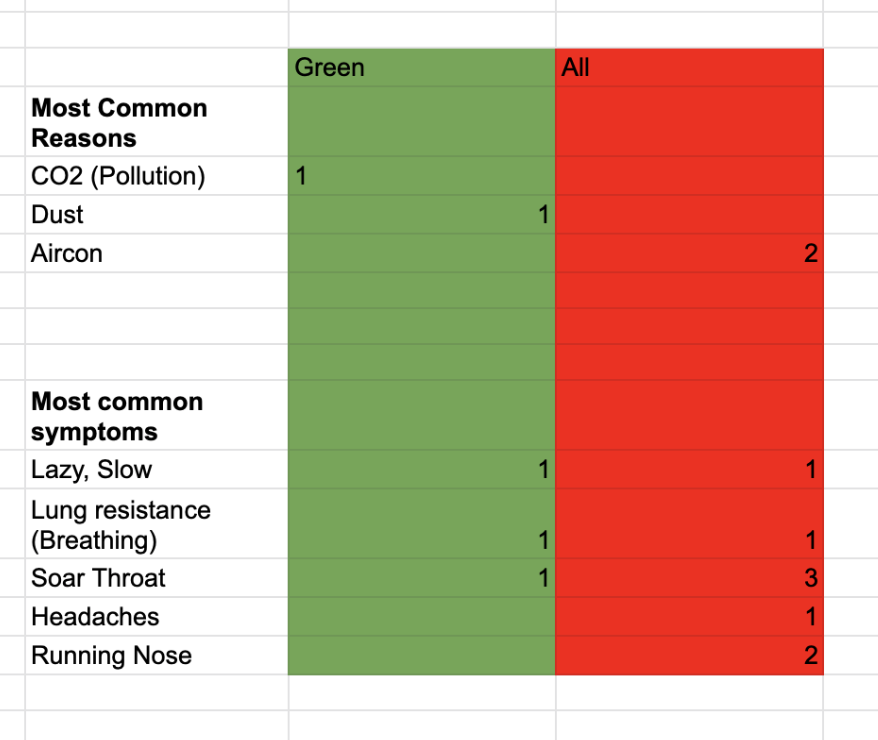 Green All
Most Common
Reasons
CO2 (Pollution) 1
Dust 1
Aircon 2
Most common
symptoms
Lazy, Slow 1 1
Lung resistance
(Breathing) 1 1
Soar Throat 1 3
Headaches 1
Running Nose 2